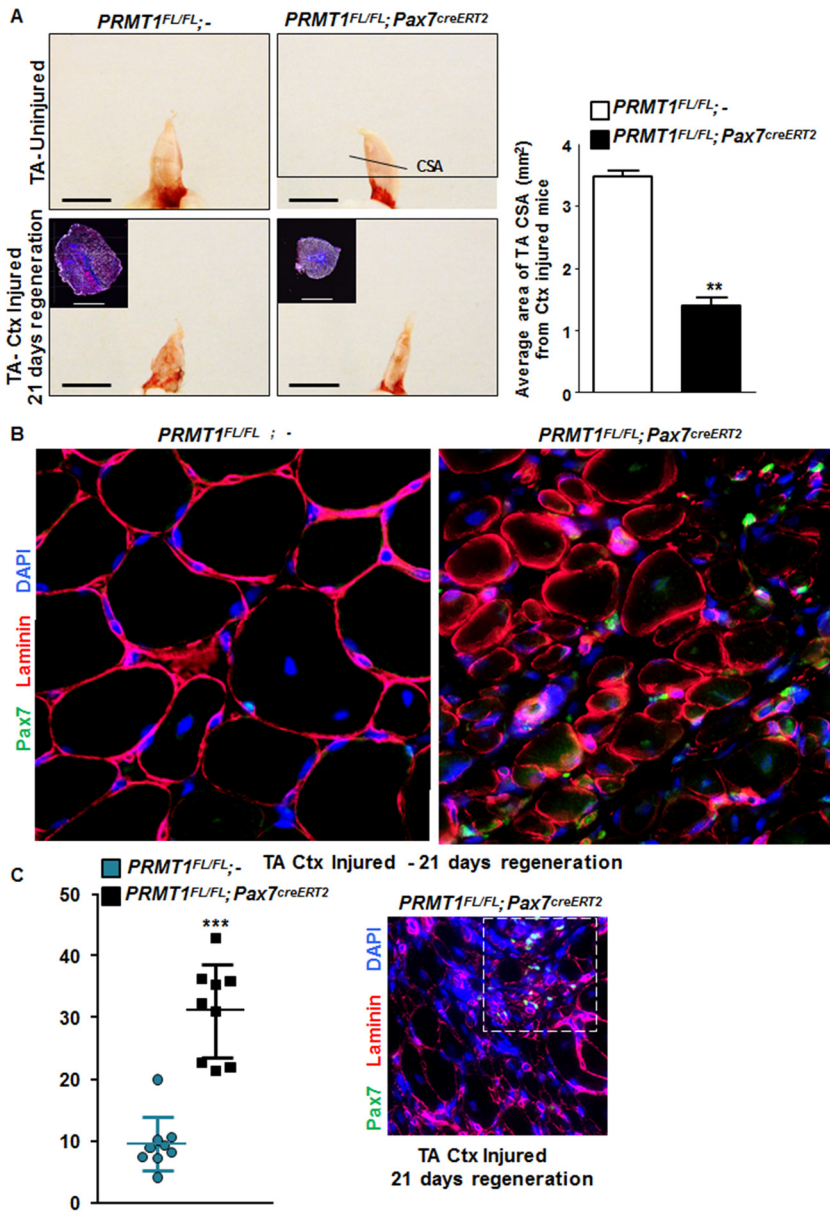 A
PRMT1FL/FL;-
PRMT1FL/FL; Pax7creERT2
TA- Uninjured
CSA
TA- Ctx Injured
21 days regeneration
PRMT1FL/FL;-
PRMT1FL/FL; Pax7creERT2
Average area of TA CSA (mm2)
from Ctx injured mice
4
3
2
1
0
**
B
PRMT1FL/FL ; -
PRMT1FL/FL; Pax7creERT2
Pax7 Laminin DAPI
TA Ctx Injured - 21 days regeneration
C
PRMT1FL/FL;-
PRMT1FL/FL; Pax7creERT2
50
40
30
20
10
0
***
PRMT1FL/FL; Pax7creERT2
Pax7 Laminin DAPI
TA Ctx Injured
21 days regeneration